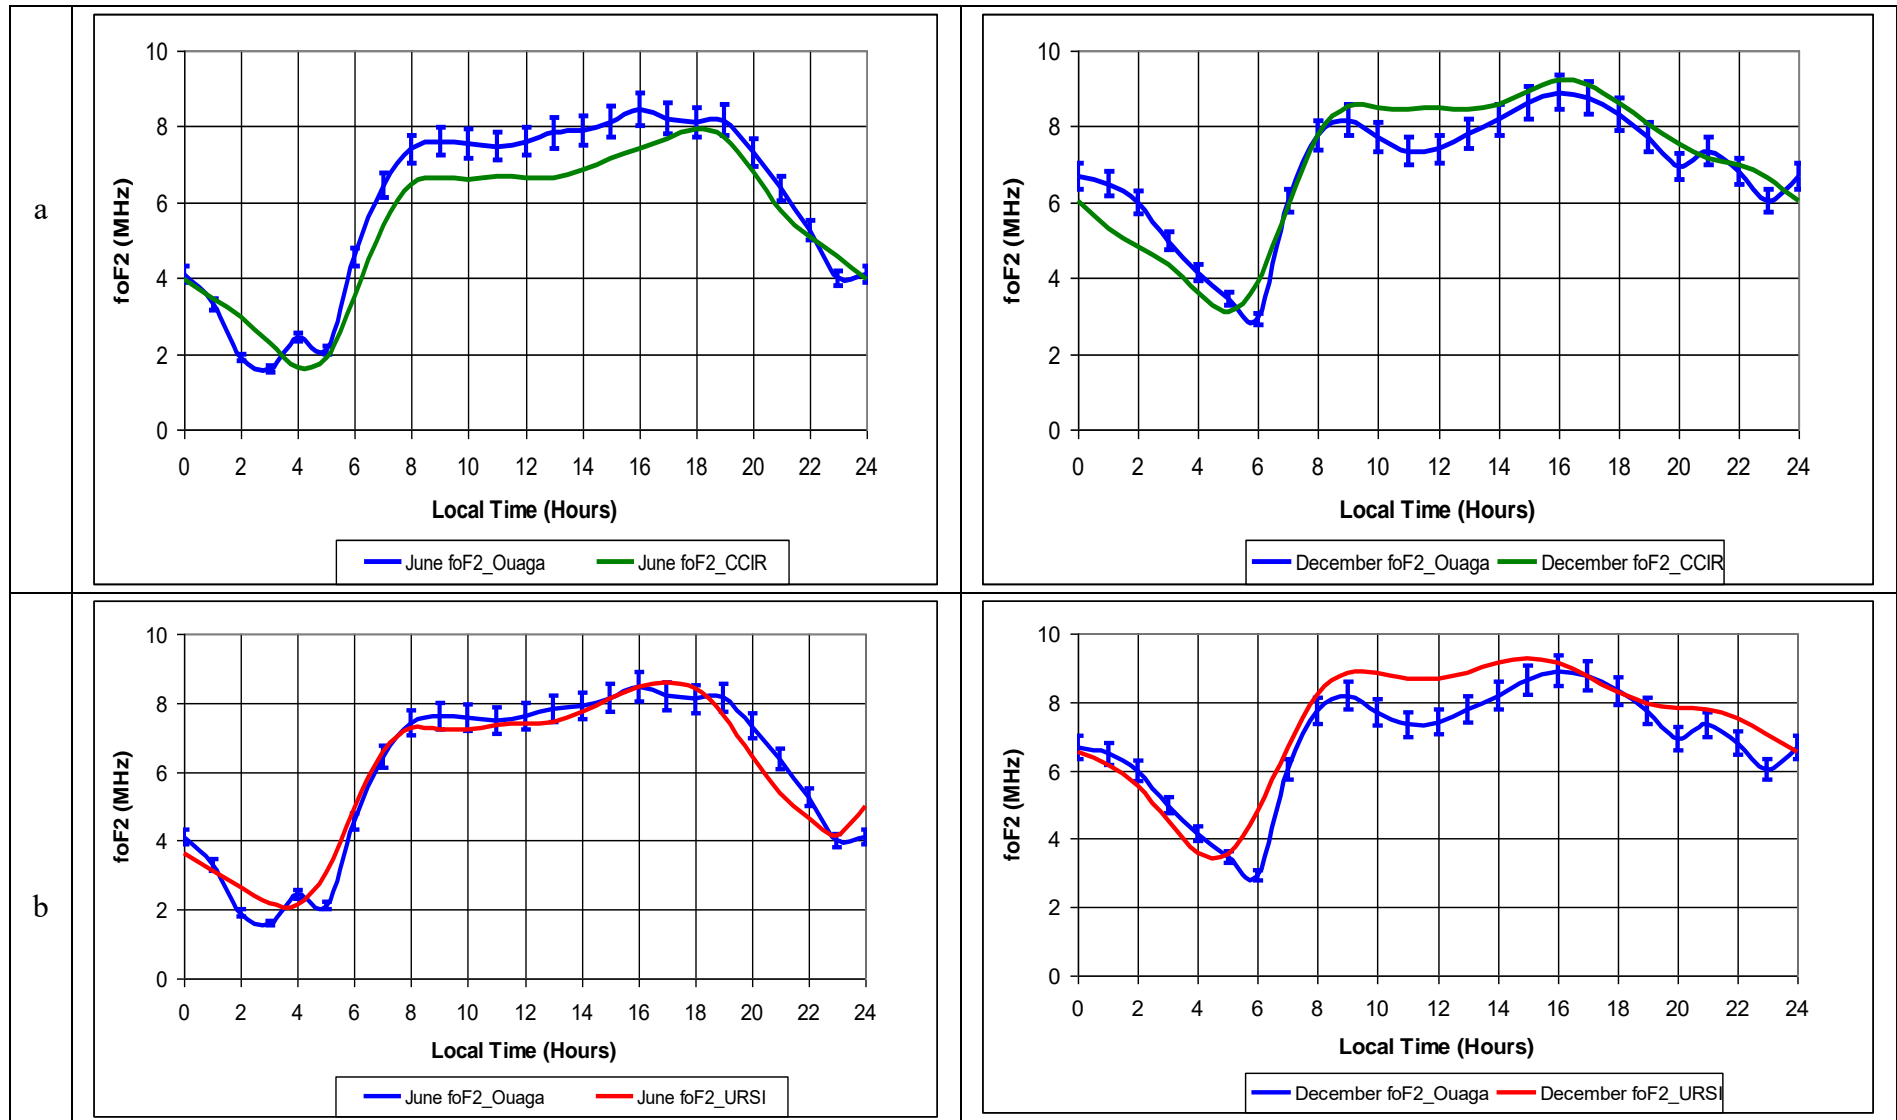 a
10
8
6
4
2
0
foF2 (MHz)
0 2 4 6 8 10 12 14 16 18 20 22 24
Local Time (Hours)
June foF2_Ouaga June foF2_CCIR
10
8
6
4
2
0
foF2 (MHz)
0 2 4 6 8 10 12 14 16 18 20 22 24
Local Time (Hours)
December foF2_Ouaga December foF2_CCIR
b
10
8
6
4
2
0
foF2 (MHz)
0 2 4 6 8 10 12 14 16 18 20 22 24
Local Time (Hours)
June foF2_Ouaga June foF2_URSI
10
8
6
4
2
0
foF2 (MHz)
0 2 4 6 8 10 12 14 16 18 20 22 24
Local Time (Hours)
December foF2_Ouaga December foF2_URSI